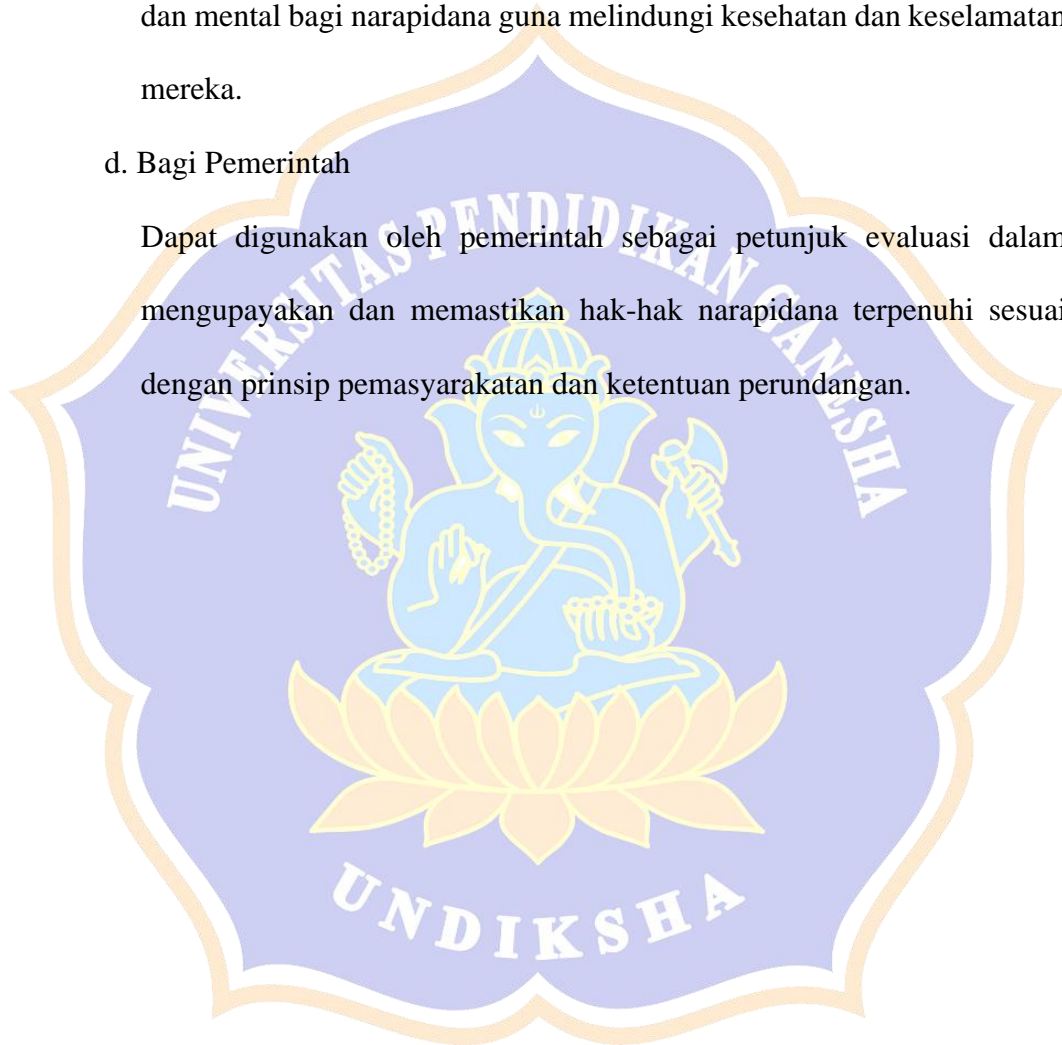 dan mental bagi narapidana guna melindungi kesehatan dan keselamatan
mereka.
d. Bagi Pemerintah
Dapat digunakan oleh pemerintah sebagai petunjuk evaluasi dalam
mengupayakan dan memastikan hak-hak narapidana terpenuhi sesuai
dengan prinsip pemasyarakatan dan ketentuan perundangan.
UNIVERSITAS PENDIDIKAN GANESHA
UNDIKSHA